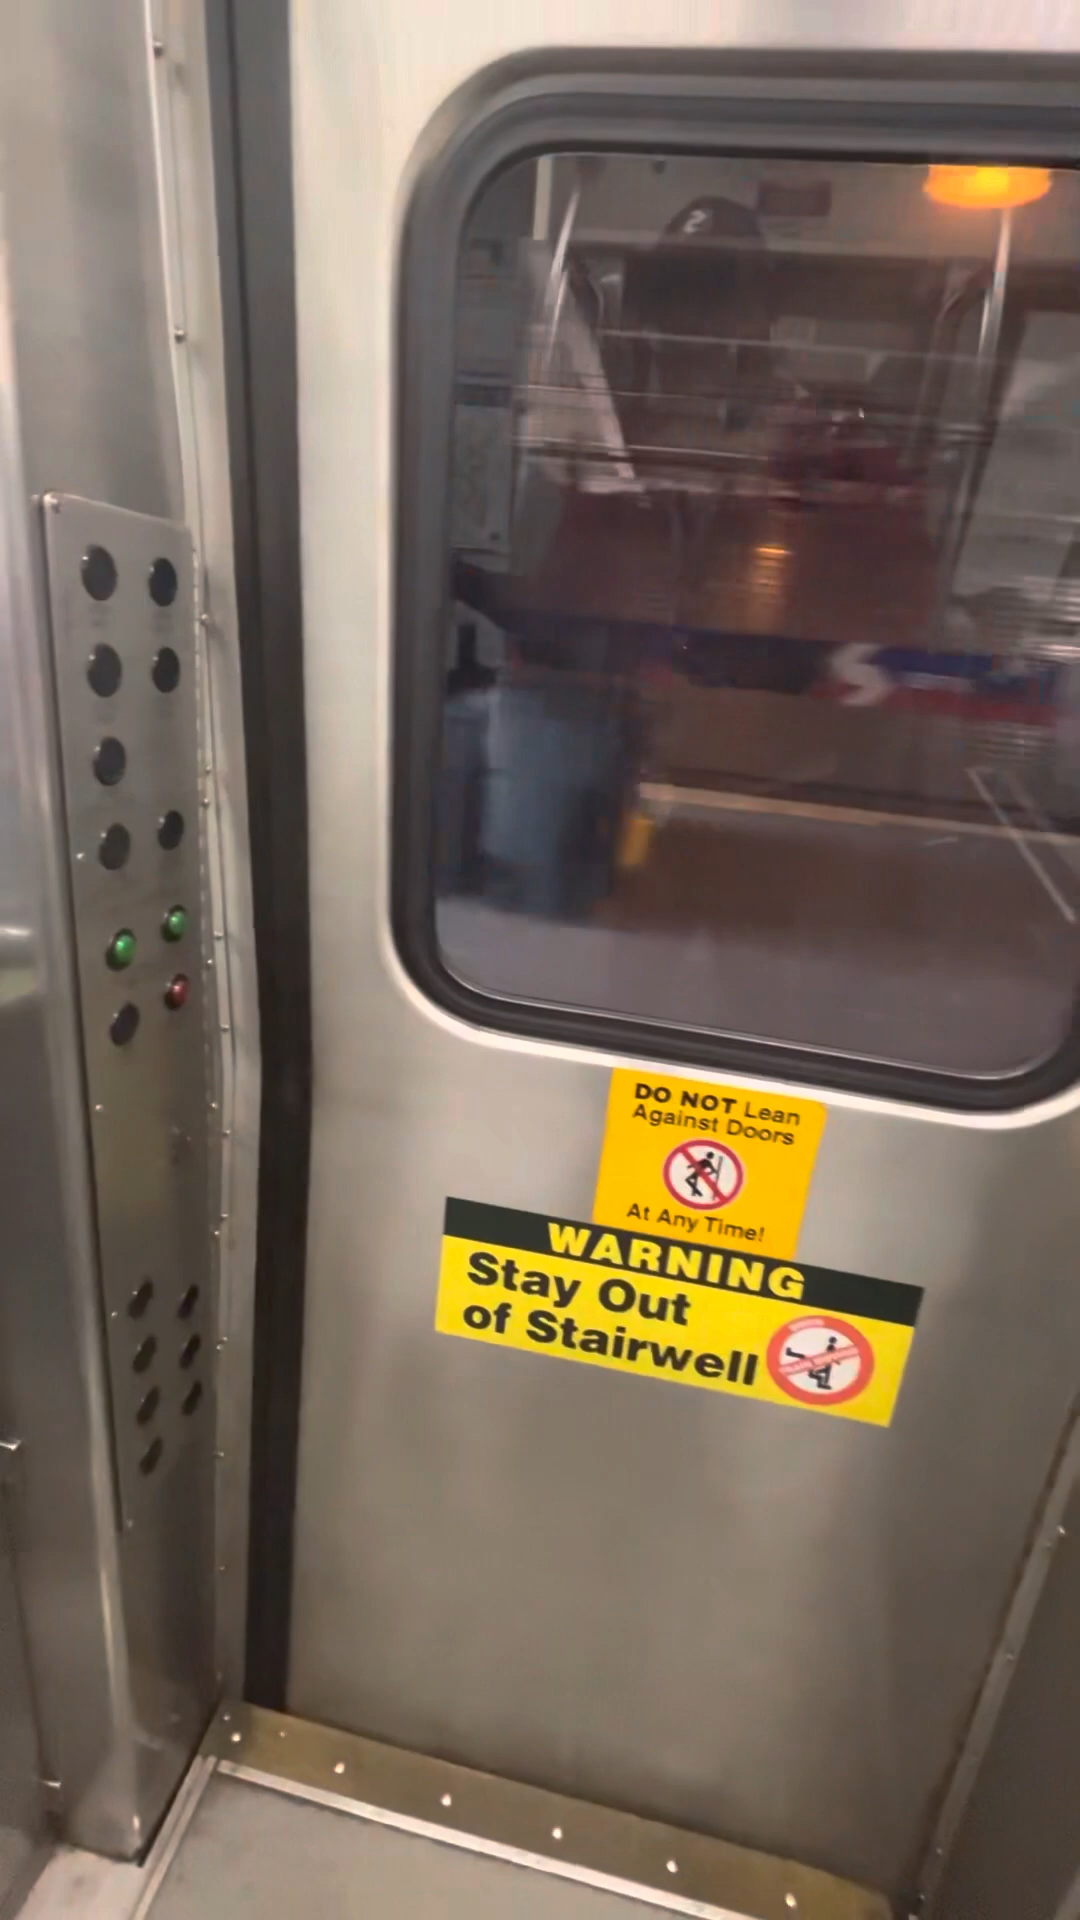 DO NOT Lean
Against Doors
At Any Time!
WARNING
Stay Out
of Stairwell